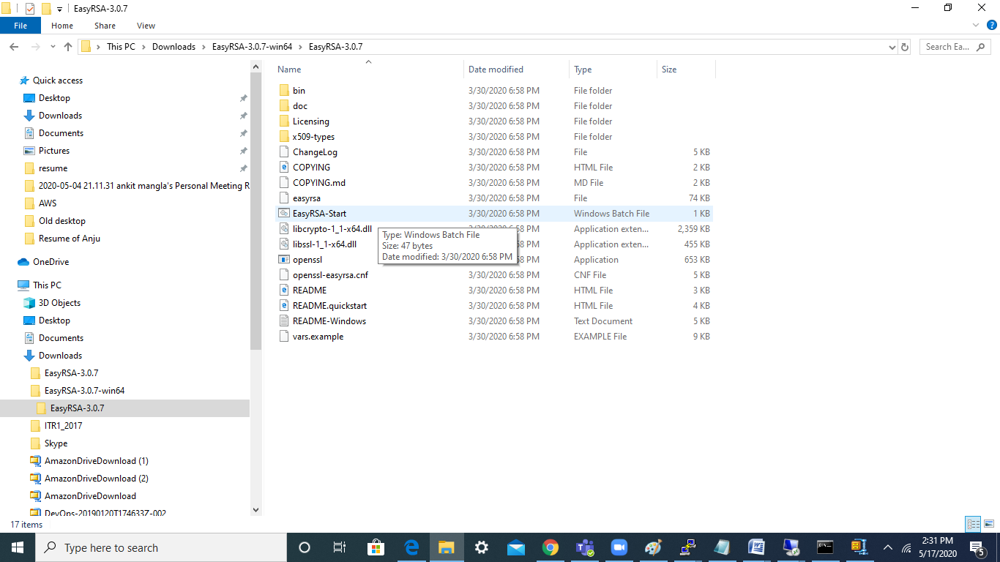 EasyRSA-3.0.7
File Home Share View
This PC > Downloads > EasyRSA-3.0.7-win64 > EasyRSA-3.0.7
Search Ea...
Quick access
Desktop
Downloads
Documents
Pictures
resume
2020-05-04 21.11.31 ankit mangla's Personal Meeting R
AWS
Old desktop
Resume of Anju
OneDrive
This PC
3D Objects
Desktop
Documents
Downloads
EasyRSA-3.0.7
EasyRSA-3.0.7-win64
EasyRSA-3.0.7
ITR1_2017
Skype
AmazonDriveDownload (1)
AmazonDriveDownload (2)
AmazonDriveDownload
DevOps-20190120T174633Z-002
Name Date modified Type Size
bin 3/30/2020 6:58 PM File folder
doc 3/30/2020 6:58 PM File folder
Licensing 3/30/2020 6:58 PM File folder
x509-types 3/30/2020 6:58 PM File folder
ChangeLog 3/30/2020 6:58 PM File 5 KB
COPYING 3/30/2020 6:58 PM HTML File 2 KB
COPYING.md 3/30/2020 6:58 PM MD File 2 KB
easyrsa 3/30/2020 6:58 PM File 74 KB
EasyRSA-Start 3/30/2020 6:58 PM Windows Batch File 1 KB
libcrypto-1_1-x64.dll 3/30/2020 6:58 PM Application exten... 2,359 KB
libssl-1_1-x64.dll 3/30/2020 6:58 PM Application exten... 455 KB
openssl 3/30/2020 6:58 PM Application 653 KB
openssl-easyrsa.cnf 3/30/2020 6:58 PM CNF File 5 KB
README 3/30/2020 6:58 PM HTML File 3 KB
README.quickstart 3/30/2020 6:58 PM HTML File 4 KB
README-Windows 3/30/2020 6:58 PM Text Document 5 KB
vars.example 3/30/2020 6:58 PM EXAMPLE File 9 KB
Type: Windows Batch File
Size: 47 bytes
Date modified: 3/30/2020 6:58 PM
17 items
Type here to search
2:31 PM
5/17/2020
5